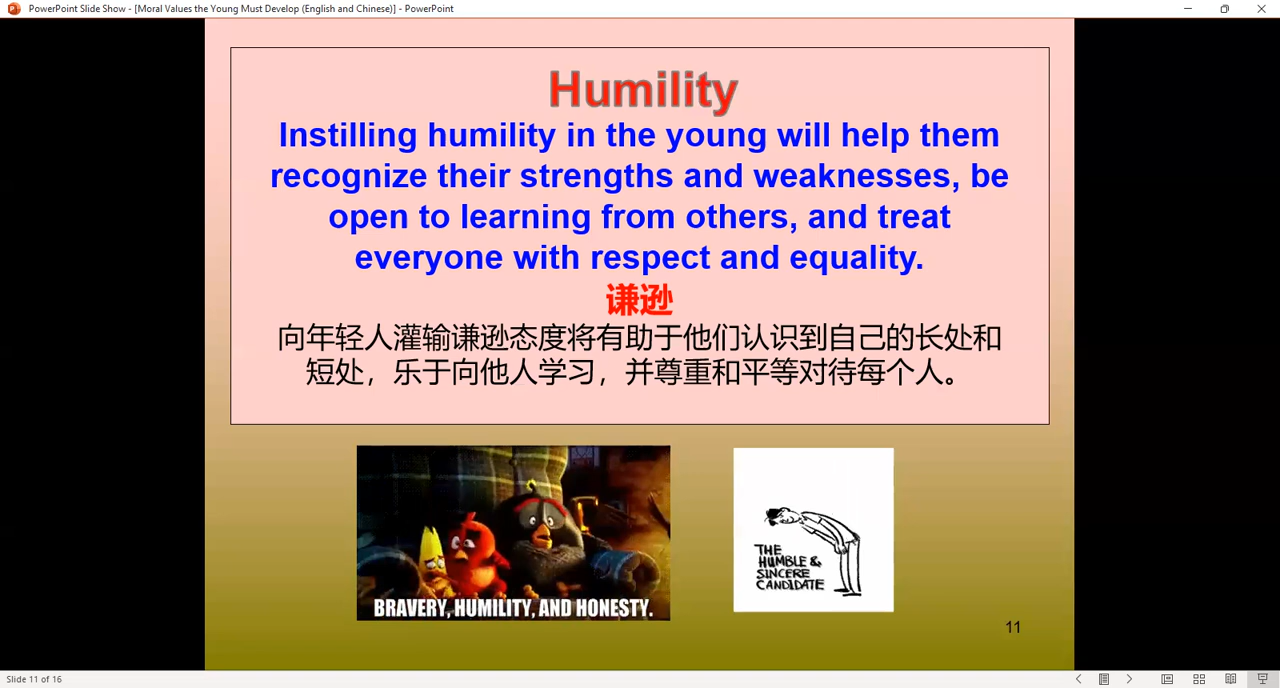 PowerPoint Slide Show - [Moral Values the Young Must Develop (English and Chinese)] - PowerPoint
Humility
Instilling humility in the young will help them
recognize their strengths and weaknesses, be
open to learning from others, and treat
everyone with respect and equality.
谦逊
向年轻人灌输谦逊态度将有助于他们认识到自己的长处和
短处，乐于向他人学习，并尊重和平等对待每个人。
BRAVERY, HUMILITY, AND HONESTY.
THE
HUMBLE &
SINCERE
CANDIDATE
11
Slide 11 of 16